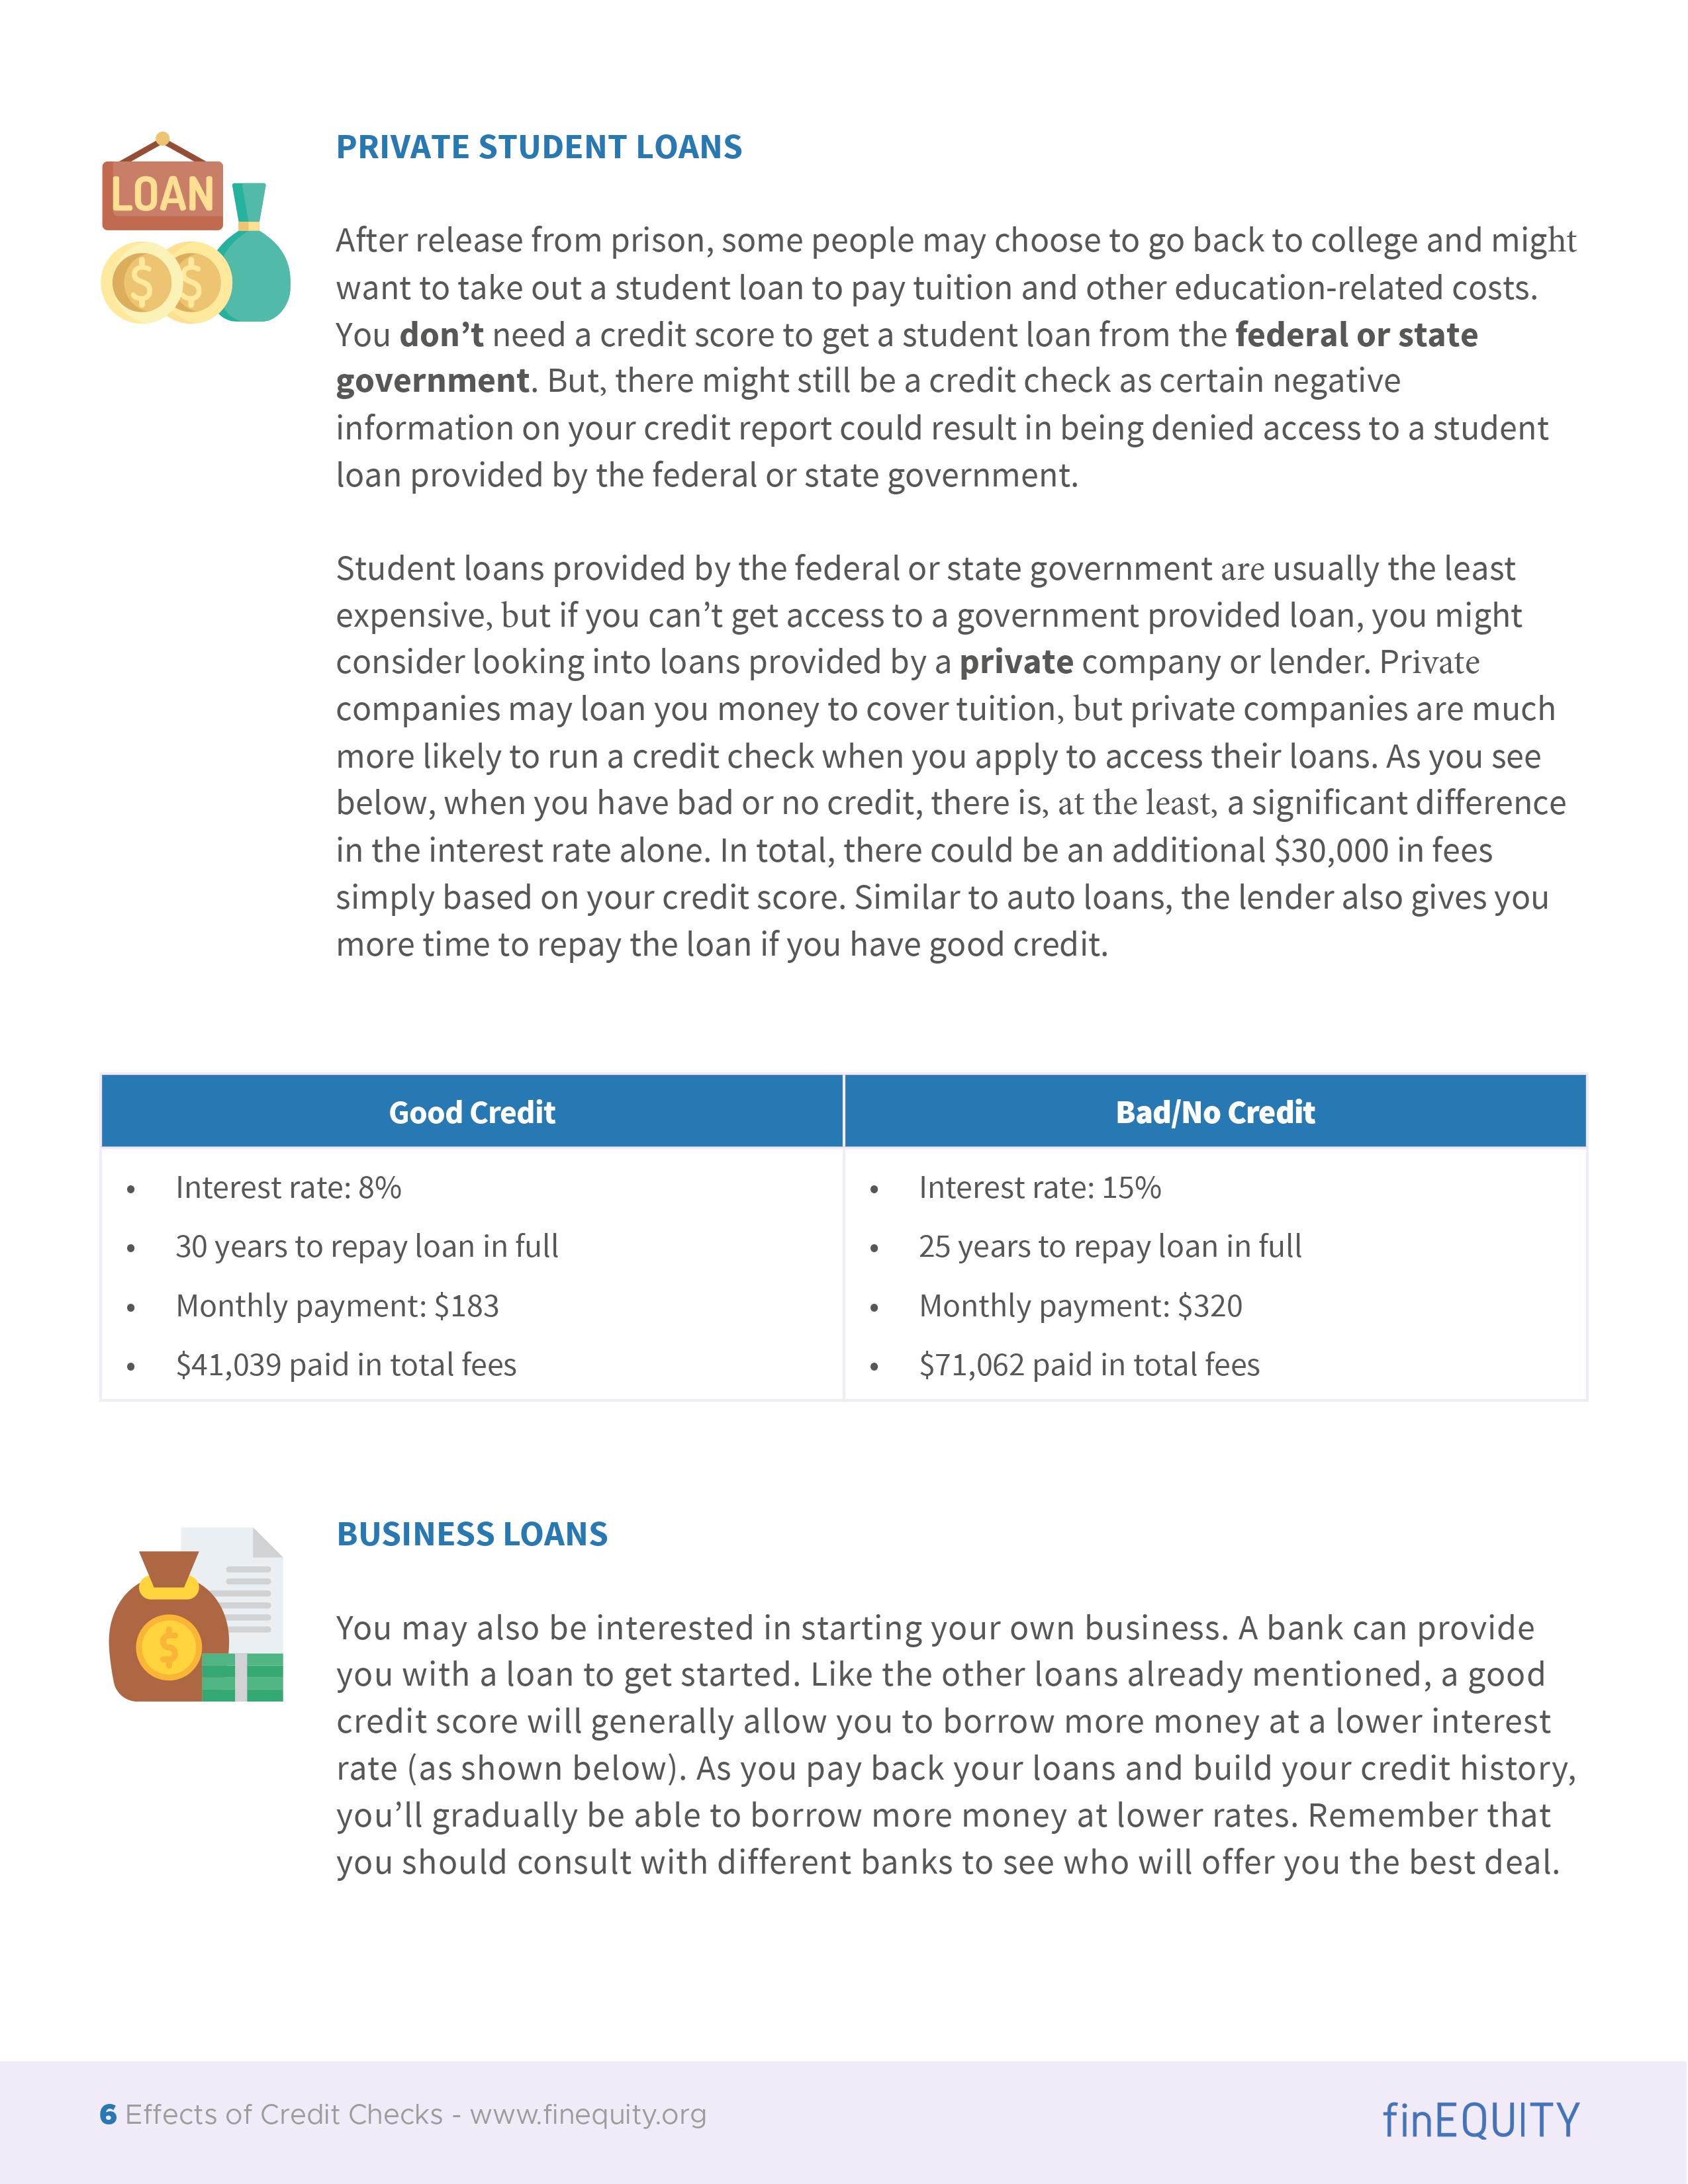 LOAN
PRIVATE STUDENT LOANS
After release from prison, some people may choose to go back to college and might
want to take out a student loan to pay tuition and other education-related costs.
You don’t need a credit score to get a student loan from the federal or state
government. But, there might still be a credit check as certain negative
information on your credit report could result in being denied access to a student
loan provided by the federal or state government.
Student loans provided by the federal or state government are usually the least
expensive, but if you can’t get access to a government provided loan, you might
consider looking into loans provided by a private company or lender. Private
companies may loan you money to cover tuition, but private companies are much
more likely to run a credit check when you apply to access their loans. As you see
below, when you have bad or no credit, there is, at the least, a significant difference
in the interest rate alone. In total, there could be an additional $30,000 in fees
simply based on your credit score. Similar to auto loans, the lender also gives you
more time to repay the loan if you have good credit.
Good Credit
• Interest rate: 8%
• 30 years to repay loan in full
• Monthly payment: $183
• $41,039 paid in total fees
Bad/No Credit
• Interest rate: 15%
• 25 years to repay loan in full
• Monthly payment: $320
• $71,062 paid in total fees
BUSINESS LOANS
You may also be interested in starting your own business. A bank can provide
you with a loan to get started. Like the other loans already mentioned, a good
credit score will generally allow you to borrow more money at a lower interest
rate (as shown below). As you pay back your loans and build your credit history,
you’ll gradually be able to borrow more money at lower rates. Remember that
you should consult with different banks to see who will offer you the best deal.
6 Effects of Credit Checks - www.finequity.org
finEQUITY